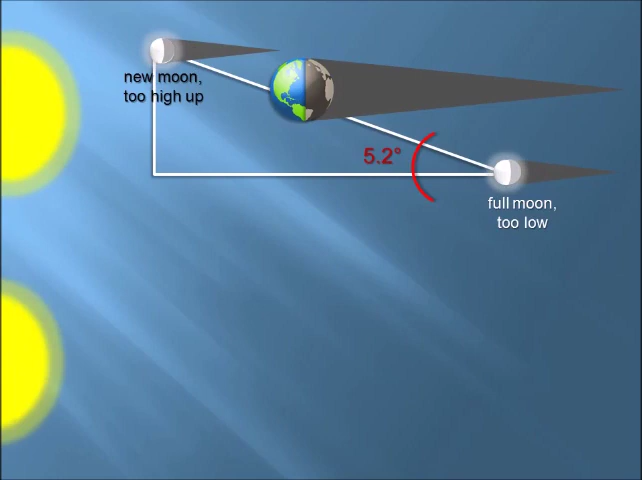 new moon,
too high up
5.2°
full moon,
too low